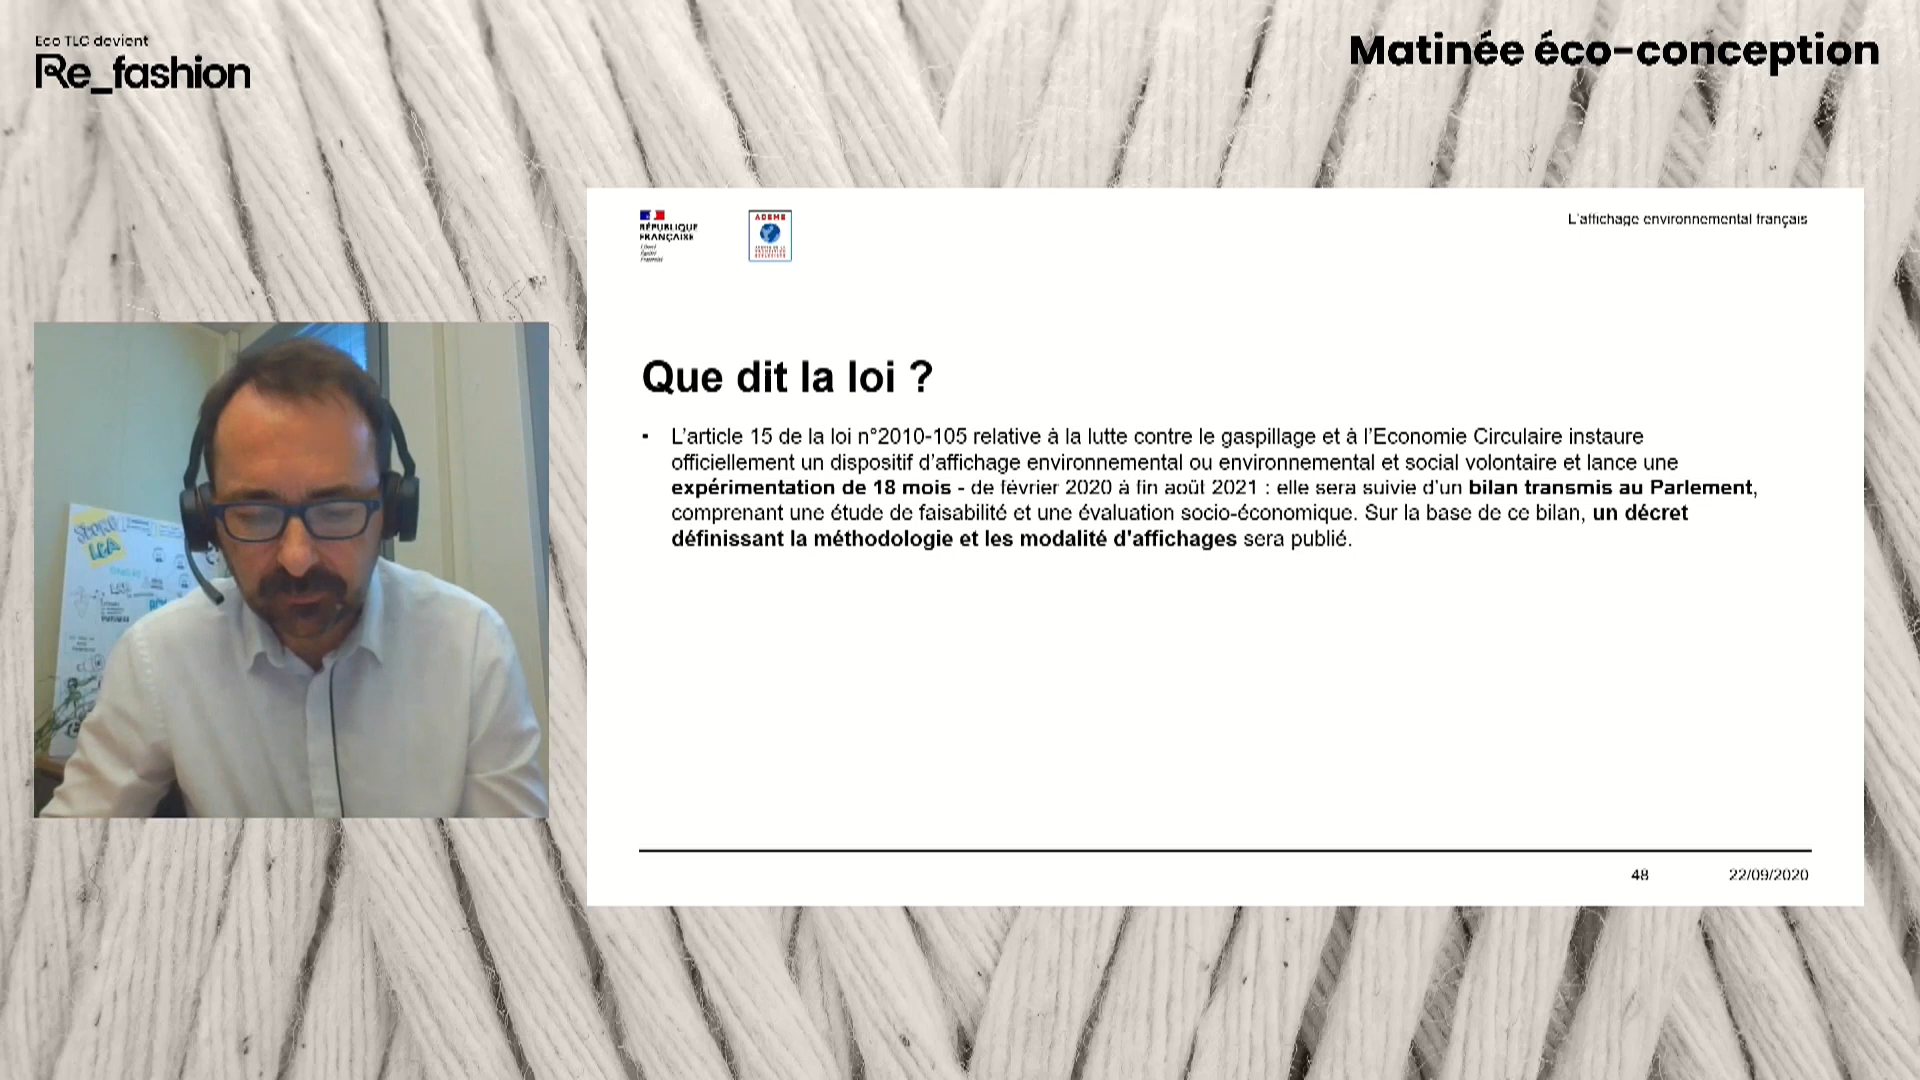 Eco TLC devient
Re_fashion
Matinée éco-conception
RÉPUBLIQUE
FRANÇAISE
Liberté
Égalité
Fraternité
ADEME
L'affichage environnemental français
Que dit la loi ?
▪ L'article 15 de la loi n°2010-105 relative à la lutte contre le gaspillage et à l'Economie Circulaire instaure
officiellement un dispositif d'affichage environnemental ou environnemental et social volontaire et lance une
expérimentation de 18 mois - de février 2020 à fin août 2021 : elle sera suivie d'un bilan transmis au Parlement,
comprenant une étude de faisabilité et une évaluation socio-économique. Sur la base de ce bilan, un décret
définissant la méthodologie et les modalité d'affichages sera publié.
48
22/09/2020
LCA